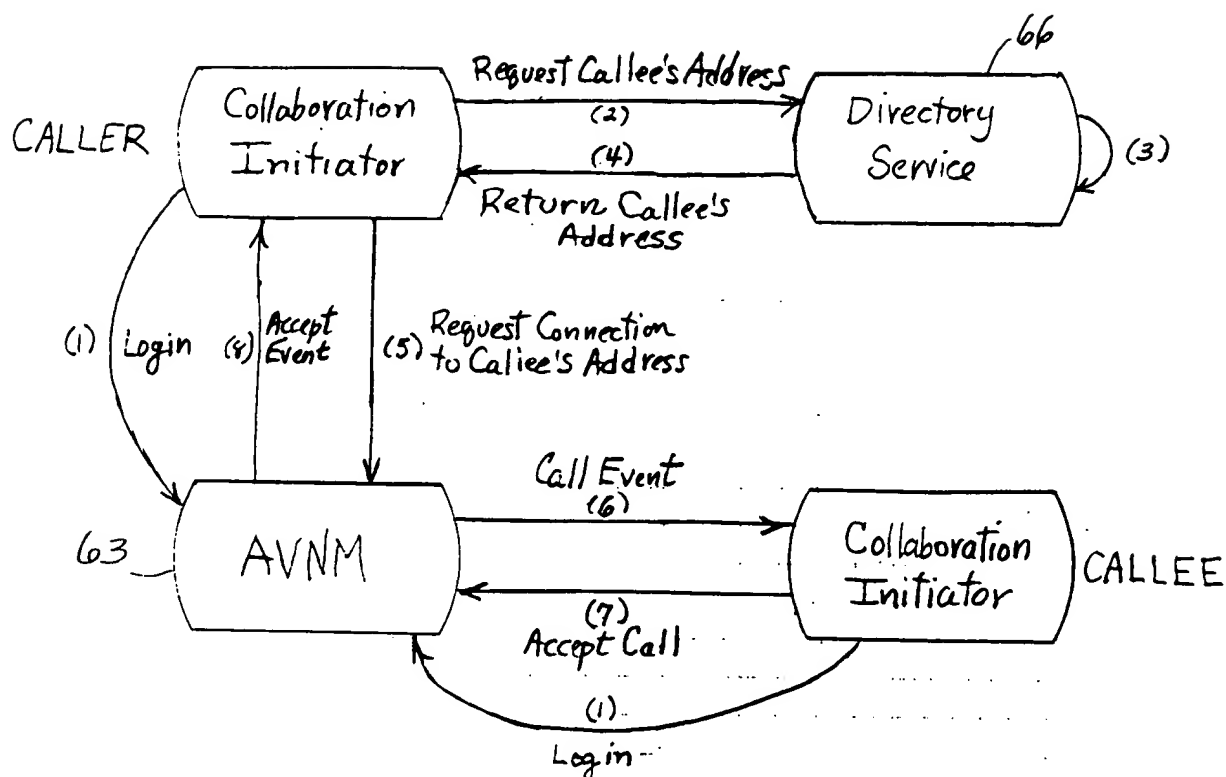 66
Request Callee's Address
(2)
Collaboration
Initiator
CALLER
Directory
Service
(3)
(4)
Return Callee's
Address
(1) Login
(8) Accept
Event
(5) Request Connection
to Callee's Address
Call Event
(6)
63
AVNM
Collaboration
Initiator
CALLEE
(7)
Accept Call
(1)
Login